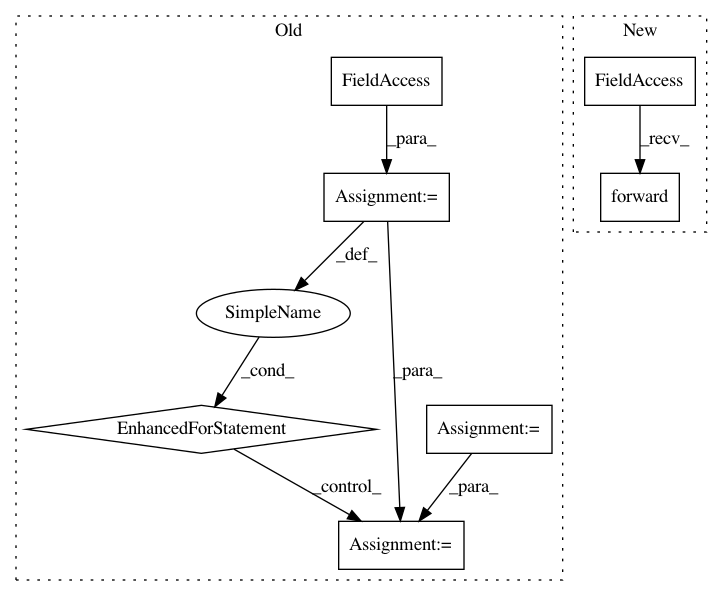 Old
New
FieldAccess
FieldAccess
_para_
_recv_
Assignment:=
forward
_def_
SimpleName
_cond_
_para_
EnhancedForStatement
Assignment:=
_control_
_para_
Assignment:=